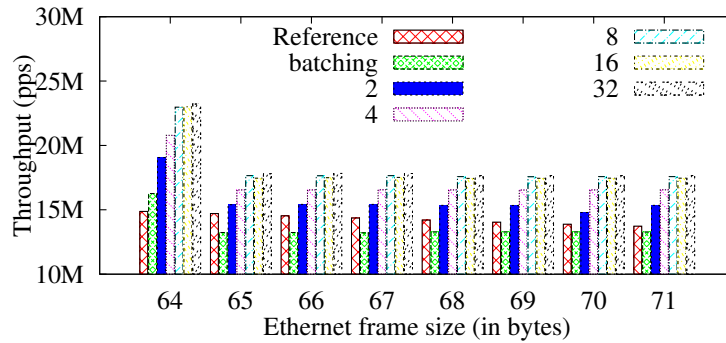 30M
25M
20M
15M
10M
Throughput (pps)
Reference
batching
2
4
8
16
32
64 65 66 67 68 69 70 71
Ethernet frame size (in bytes)